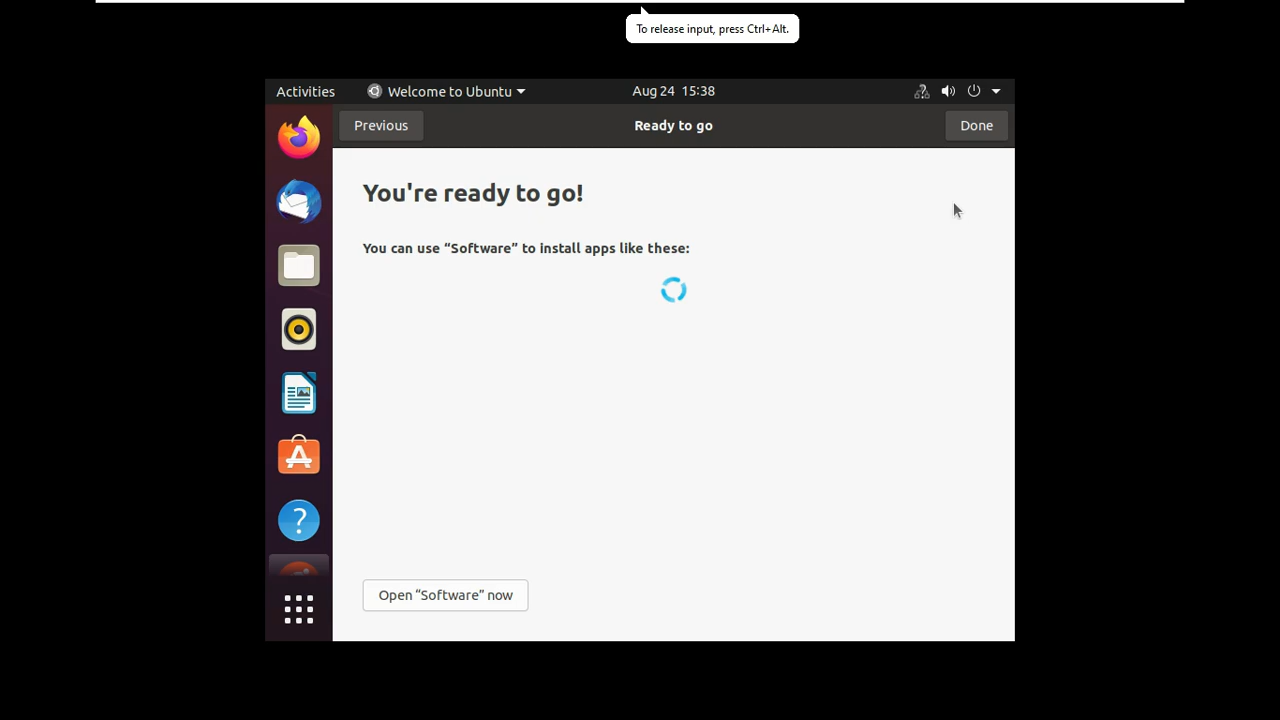 To release input, press Ctrl+Alt.
Activities Welcome to Ubuntu Aug 24 15:38
Previous Ready to go Done
You're ready to go!
You can use “Software” to install apps like these:
Open “Software” now